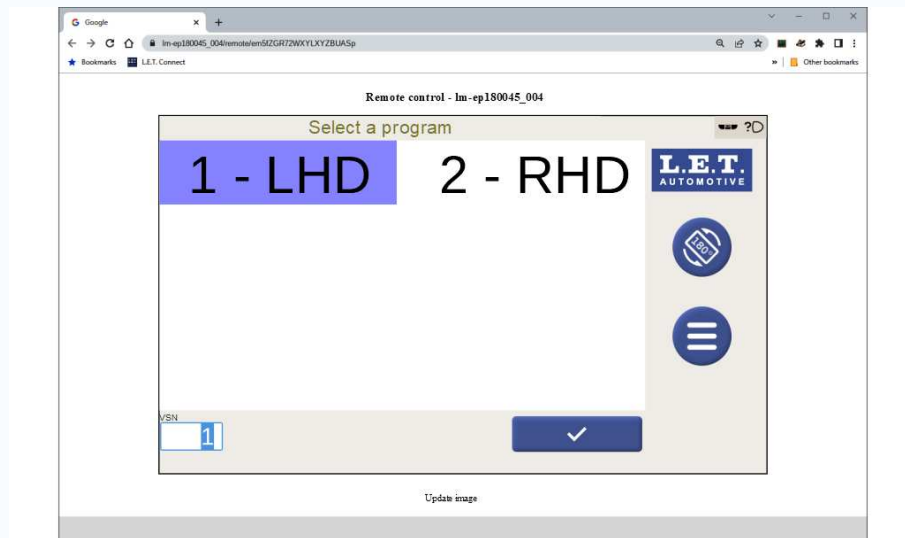 Google
lm-ep180045_004/remote/em5IZGR72WXYLXYZBUASp
Bookmarks
L.E.T. Connect
»
Other bookmarks
Remote control - lm-ep180045_004
Select a program
?
1 - LHD
2 - RHD
L.E.T.
AUTOMOTIVE
180°
VSN
1
Update image